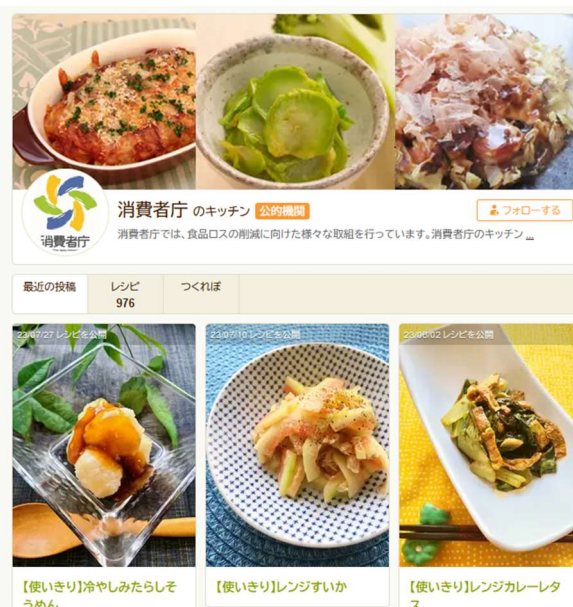 消費者庁
消費者庁 のキッチン 公的機関
フォローする
消費者庁では、食品ロスの削減に向けた様々な取組を行っています。消費者庁のキッチン ...
最近の投稿
レシピ
976
つくれぽ
23/07/27 レシピを公開
23/07/10 レシピを公開
23/06/02 レシピを公開
【使いきり】冷やしみたらしそ
うめん
【使いきり】レンジすいか
【使いきり】レンジカレーレタ
ス